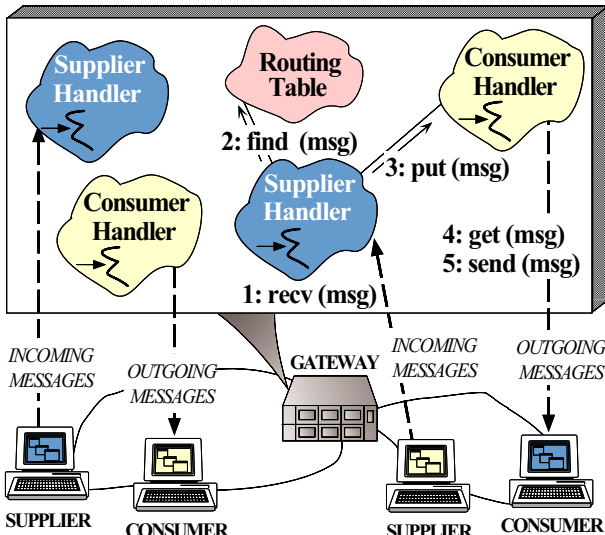 Supplier
Handler
Routing
Table
Consumer
Handler
2: find (msg)
3: put (msg)
Consumer
Handler
Supplier
Handler
4: get (msg)
5: send (msg)
1: recv (msg)
INCOMING
MESSAGES
OUTGOING
MESSAGES
GATEWAY
INCOMING
MESSAGES
OUTGOING
MESSAGES
SUPPLIER
CONSUMER
SUPPLIER
CONSUMER